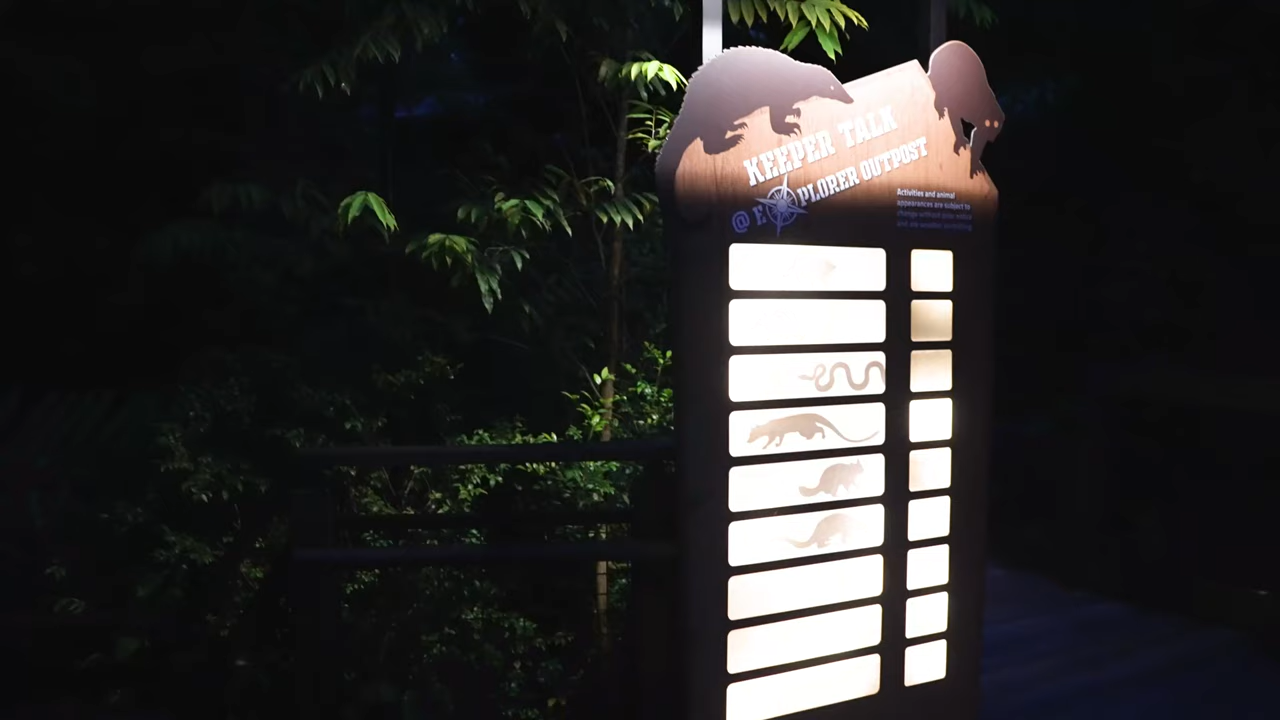 KEEPER TALK
@ EXPLORER OUTPOST
Activities and animal
appearances are subject to
change without prior notice
and are weather permitting